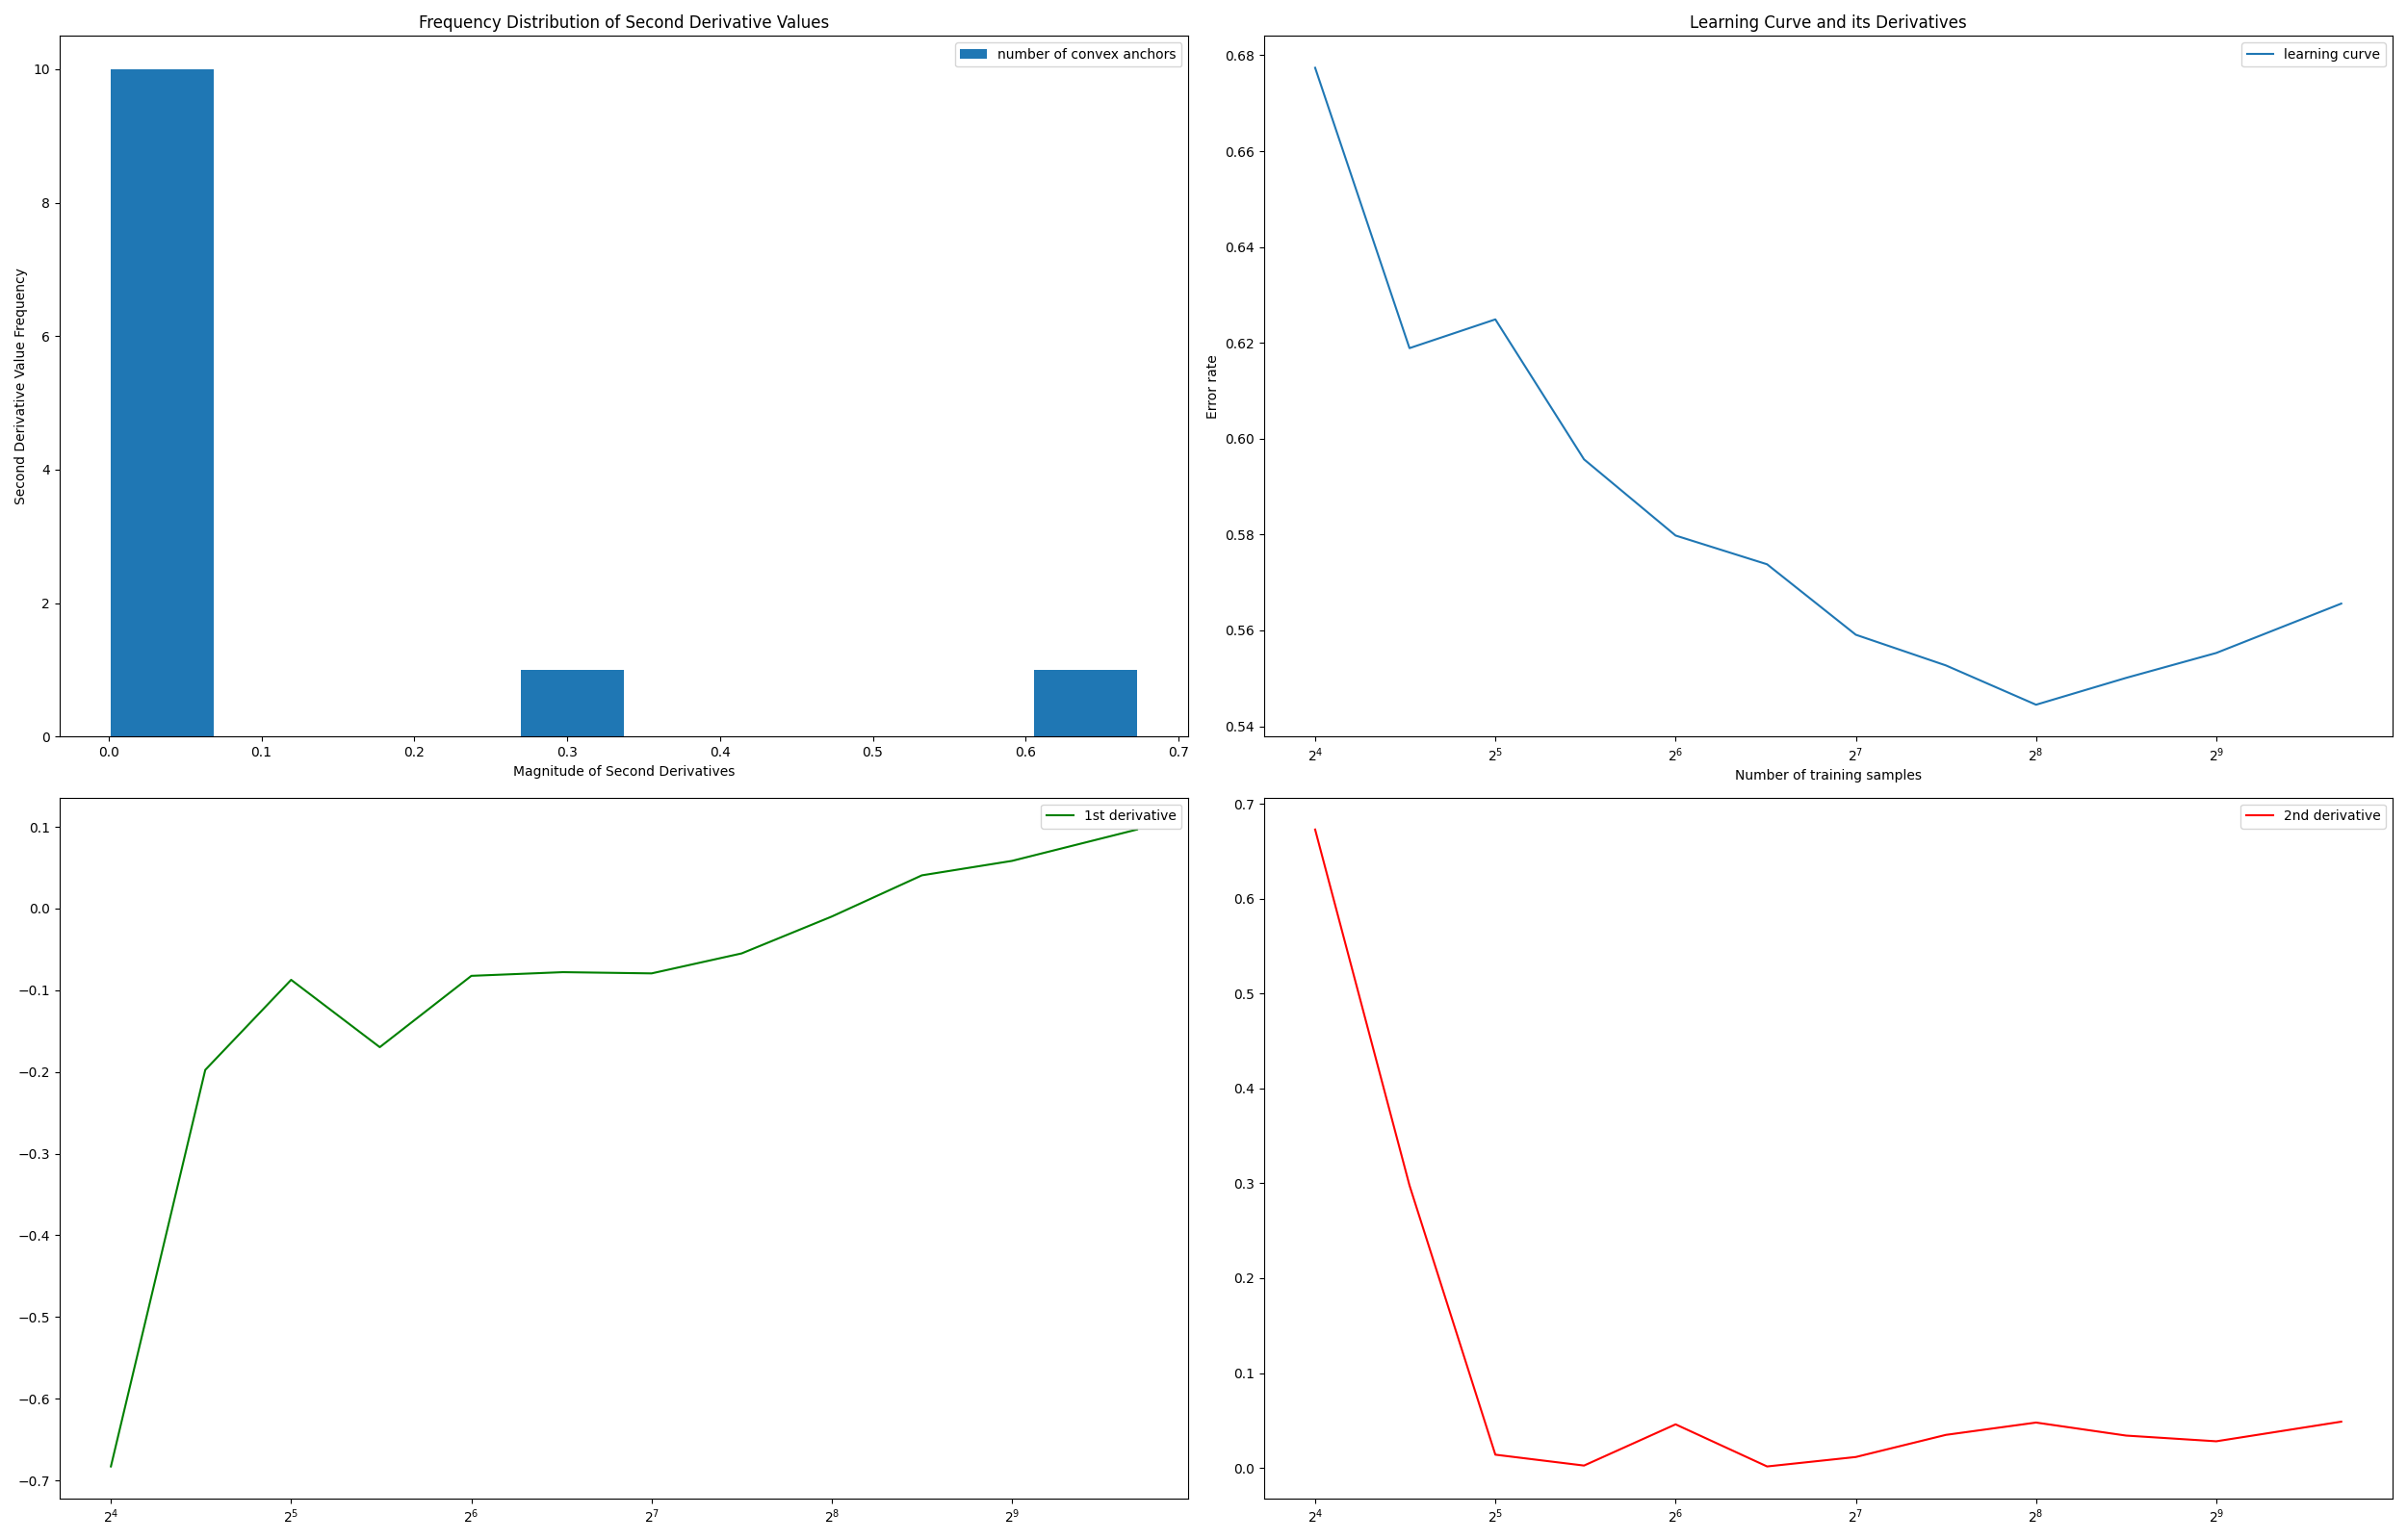 Frequency Distribution of Second Derivative Values
number of convex anchors
Second Derivative Value Frequency
10
8
6
4
2
0
0.0 0.1 0.2 0.3 0.4 0.5 0.6 0.7
Magnitude of Second Derivatives
Learning Curve and its Derivatives
learning curve
Error rate
0.68
0.66
0.64
0.62
0.60
0.58
0.56
0.54
2⁴ 2⁵ 2⁶ 2⁷ 2⁸ 2⁹
Number of training samples
1st derivative
0.1
0.0
−0.1
−0.2
−0.3
−0.4
−0.5
−0.6
−0.7
2⁴ 2⁵ 2⁶ 2⁷ 2⁸ 2⁹
2nd derivative
0.7
0.6
0.5
0.4
0.3
0.2
0.1
0.0
2⁴ 2⁵ 2⁶ 2⁷ 2⁸ 2⁹